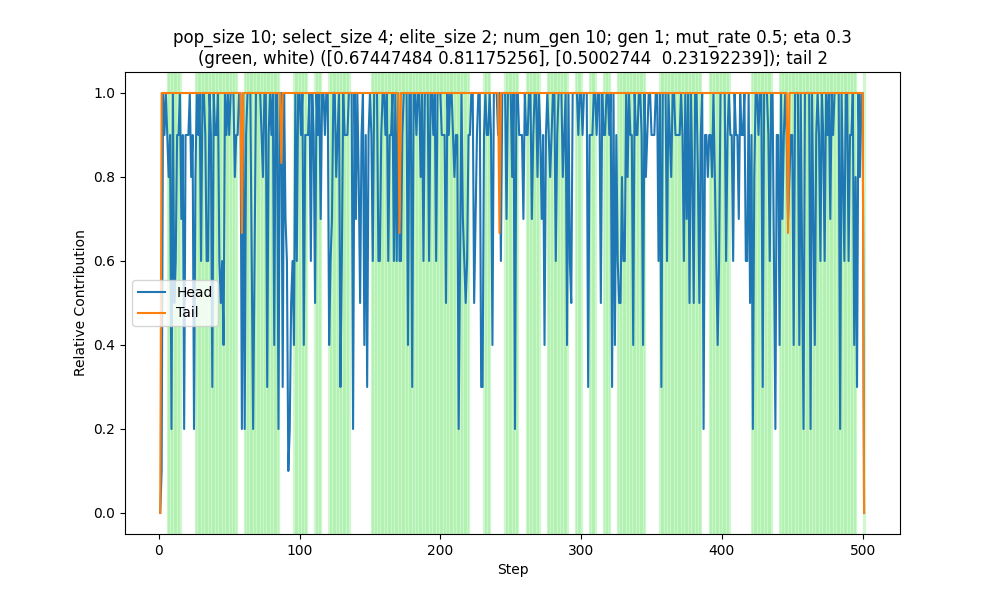 pop_size 10; select_size 4; elite_size 2; num_gen 10; gen 1; mut_rate 0.5; eta 0.3
(green, white) ([0.67447484 0.81175256], [0.5002744  0.23192239]); tail 2
1.0
0.8
0.6
0.4
0.2
0.0
Relative Contribution
Head
Tail
0
100
200
300
400
500
Step